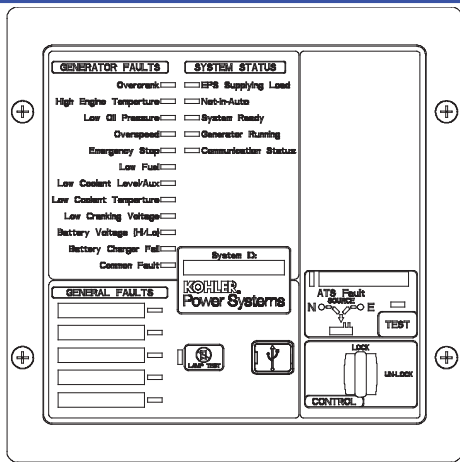 GENERATOR FAULTS
Overcrank
High Engine Temperture
Low Oil Pressure
Overspeed
Emergency Stop
Low Fuel
Low Coolant Level/Aux
Low Coolant Temperture
Low Cranking Voltage
Battery Voltage (Hi/Lo)
Battery Charger Fail
Common Fault
SYSTEM STATUS
EPS Supplying Load
Not-In-Auto
System Ready
Generator Running
Communication Status
System ID:
KOHLER
Power Systems
GENERAL FAULTS
LAMP TEST
ATS Fault
SOURCE
N E
TEST
LOCK
UN-LOCK
CONTROL